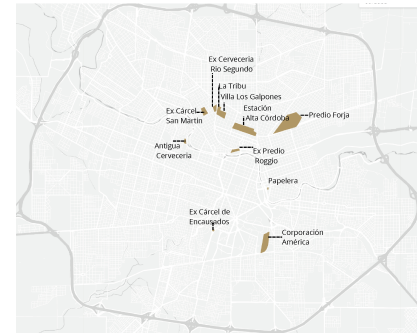 Ex Cervecería
Río Segundo
La Tribu
Villa Los Galpones
Estación
Alta Córdoba
Ex Cárcel
San Martín
Predio Forja
Antigua
Cervecería
Ex Predio
Roggio
Papelera
Ex Cárcel de
Encausados
Corporación
América